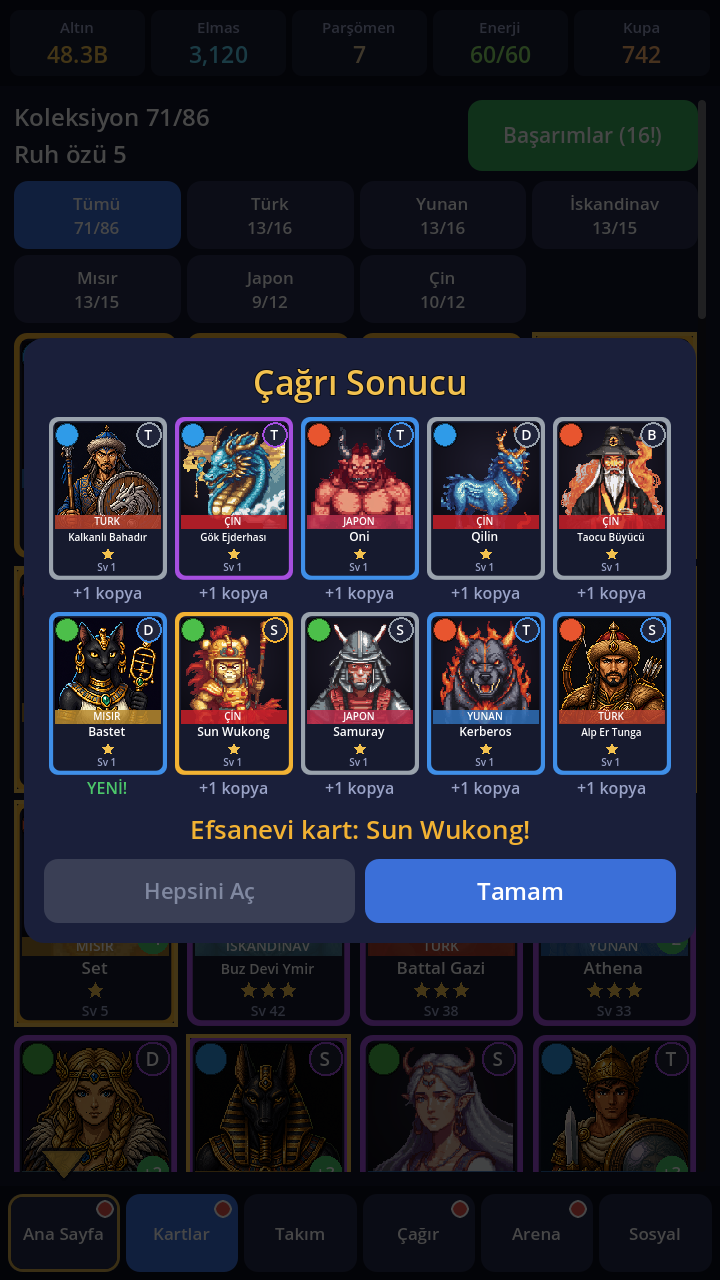 Altın
48.3B
Elmas
3,120
Parşömen
7
Enerji
60/60
Kupa
742
Koleksiyon 71/86
Ruh özü 5
Başarımlar (16!)
Tümü
71/86
Türk
13/16
Yunan
13/16
İskandinav
13/15
Mısır
13/15
Japon
9/12
Çin
10/12
Çağrı Sonucu
T
TÜRK
Kalkanlı Bahadır
Sv 1
+1 kopya
T
ÇİN
Gök Ejderhası
Sv 1
+1 kopya
T
JAPON
Oni
Sv 1
+1 kopya
D
ÇİN
Qilin
Sv 1
+1 kopya
B
ÇİN
Taocu Büyücü
Sv 1
+1 kopya
D
MISIR
Bastet
Sv 1
YENİ!
S
ÇİN
Sun Wukong
Sv 1
+1 kopya
S
JAPON
Samuray
Sv 1
+1 kopya
T
YUNAN
Kerberos
Sv 1
+1 kopya
S
TÜRK
Alp Er Tunga
Sv 1
+1 kopya
Efsanevi kart: Sun Wukong!
Hepsini Aç
Tamam
MISIR
Set
Sv 5
İSKANDİNAV
Buz Devi Ymir
Sv 42
TÜRK
Battal Gazi
Sv 38
YUNAN
Athena
Sv 33
D
S
S
T
Ana Sayfa
Kartlar
Takım
Çağır
Arena
Sosyal